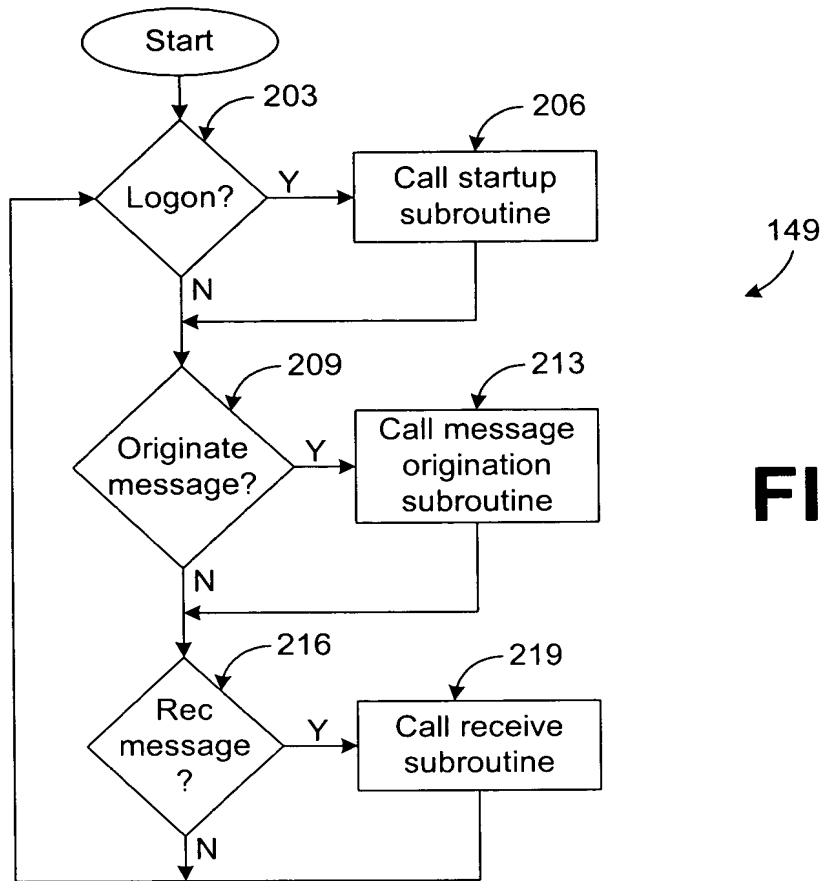 Start
203
206
Logon?
Y
Call startup
subroutine
149
N
209
213
Originate
message?
Y
Call message
origination
subroutine
FI
N
216
219
Rec
message
?
Y
Call receive
subroutine
N